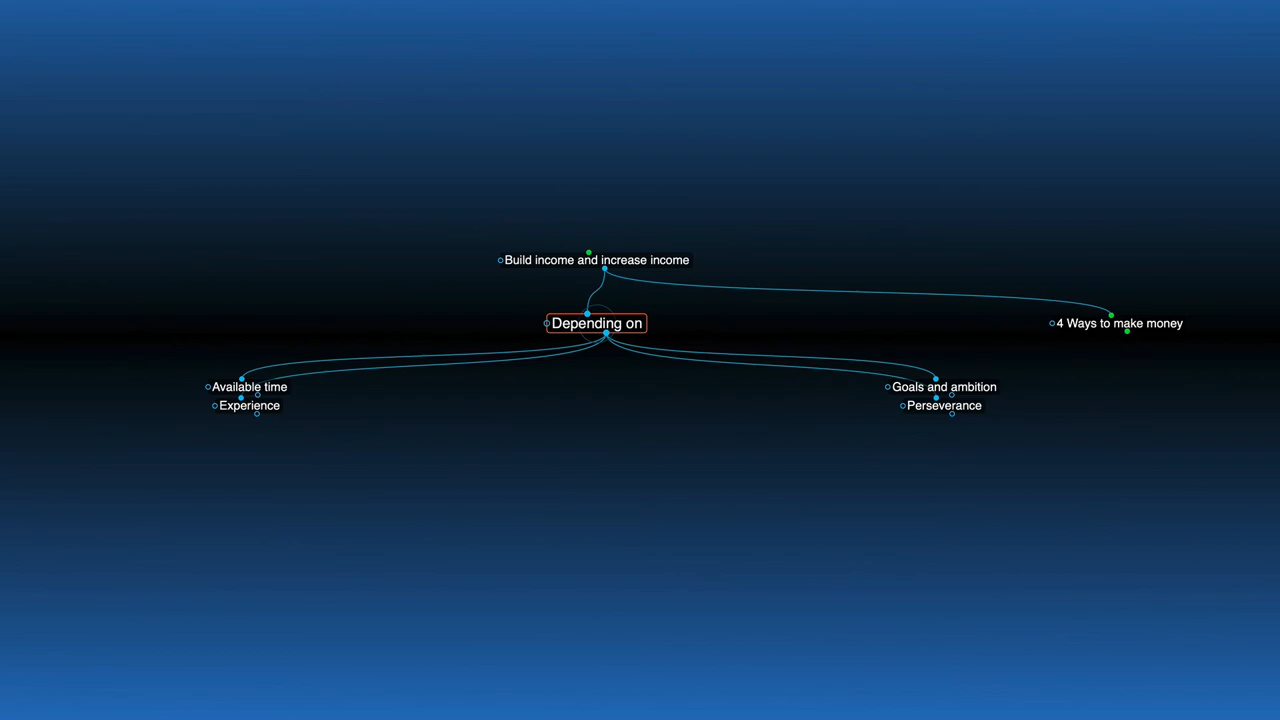 Build income and increase income
Depending on
4 Ways to make money
Available time
Goals and ambition
Experience
Perseverance